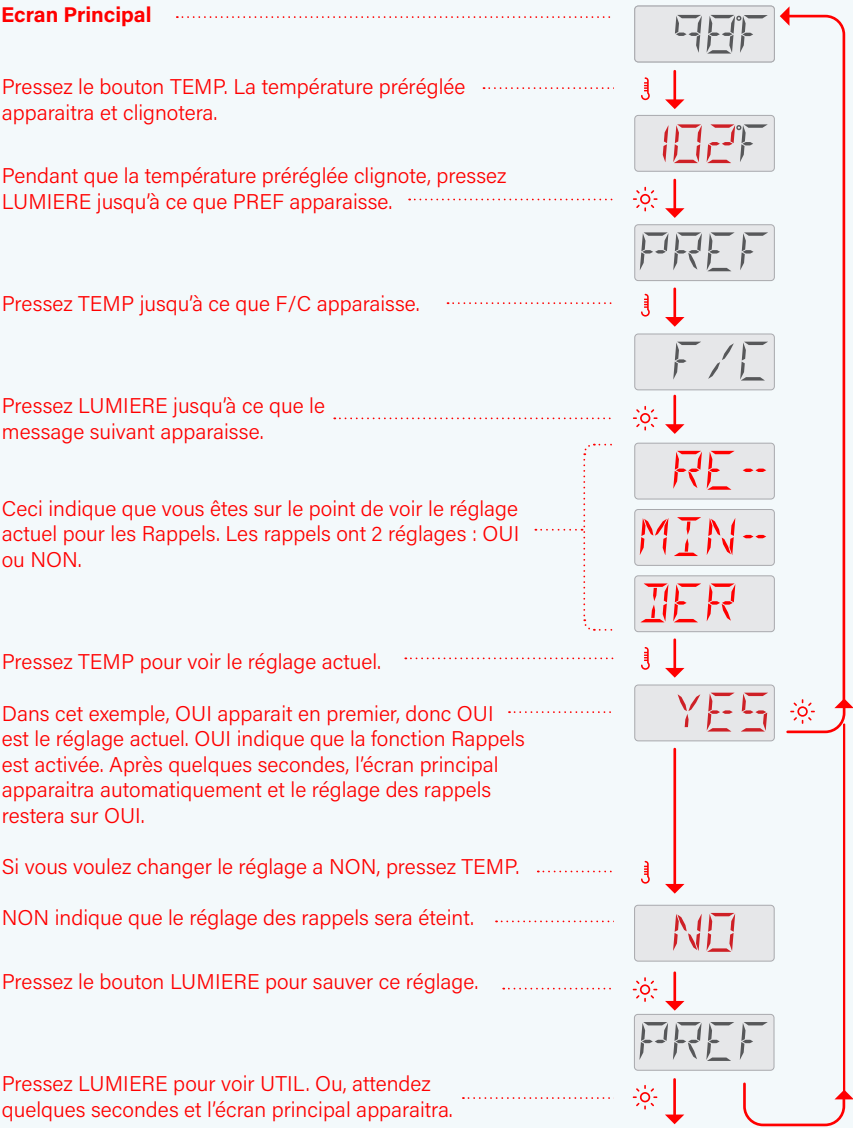 Ecran Principal
98°F
Pressez le bouton TEMP. La température préréglée
apparaitra et clignotera.
102°F
Pendant que la température préréglée clignote, pressez
LUMIERE jusqu'à ce que PREF apparaisse.
PREF
Pressez TEMP jusqu'à ce que F/C apparaisse.
F/C
Pressez LUMIERE jusqu'à ce que le
message suivant apparaisse.
RE--
Ceci indique que vous êtes sur le point de voir le réglage
actuel pour les Rappels. Les rappels ont 2 réglages : OUI
ou NON.
MIN--
DER
Pressez TEMP pour voir le réglage actuel.
YES
Dans cet exemple, OUI apparait en premier, donc OUI
est le réglage actuel. OUI indique que la fonction Rappels
est activée. Après quelques secondes, l'écran principal
apparaitra automatiquement et le réglage des rappels
restera sur OUI.
Si vous voulez changer le réglage a NON, pressez TEMP.
NON indique que le réglage des rappels sera éteint.
NO
Pressez le bouton LUMIERE pour sauver ce réglage.
PREF
Pressez LUMIERE pour voir UTIL. Ou, attendez
quelques secondes et l'écran principal apparaitra.